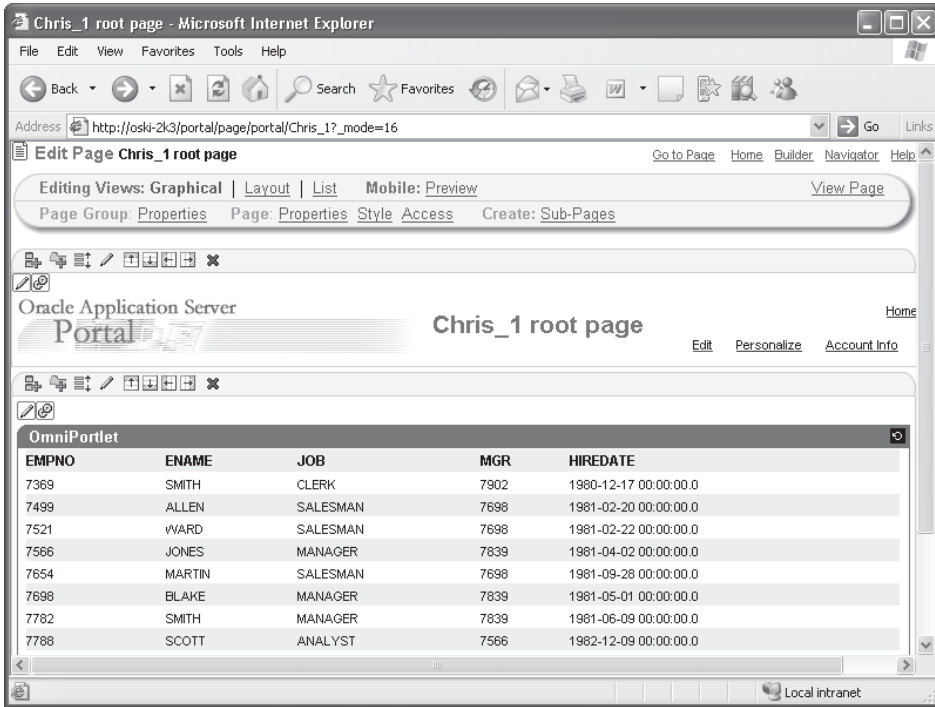 Chris_1 root page - Microsoft Internet Explorer
File Edit View Favorites Tools Help
Back Search Favorites
Address http://oski-2k3/portal/page/portal/Chris_1?_mode=16 Go Links
Edit Page Chris_1 root page Go to Page Home Builder Navigator Help
Editing Views: Graphical | Layout | List Mobile: Preview View Page
Page Group: Properties Page: Properties Style Access Create: Sub-Pages
Oracle Application Server
Portal
Chris_1 root page
Home
Edit Personalize Account Info
OmniPortlet
EMPNO ENAME JOB MGR HIREDATE
7369 SMITH CLERK 7902 1980-12-17 00:00:00.0
7499 ALLEN SALESMAN 7698 1981-02-20 00:00:00.0
7521 WARD SALESMAN 7698 1981-02-22 00:00:00.0
7566 JONES MANAGER 7839 1981-04-02 00:00:00.0
7654 MARTIN SALESMAN 7698 1981-09-28 00:00:00.0
7698 BLAKE MANAGER 7839 1981-05-01 00:00:00.0
7782 SMITH MANAGER 7839 1981-06-09 00:00:00.0
7788 SCOTT ANALYST 7566 1982-12-09 00:00:00.0
Local intranet